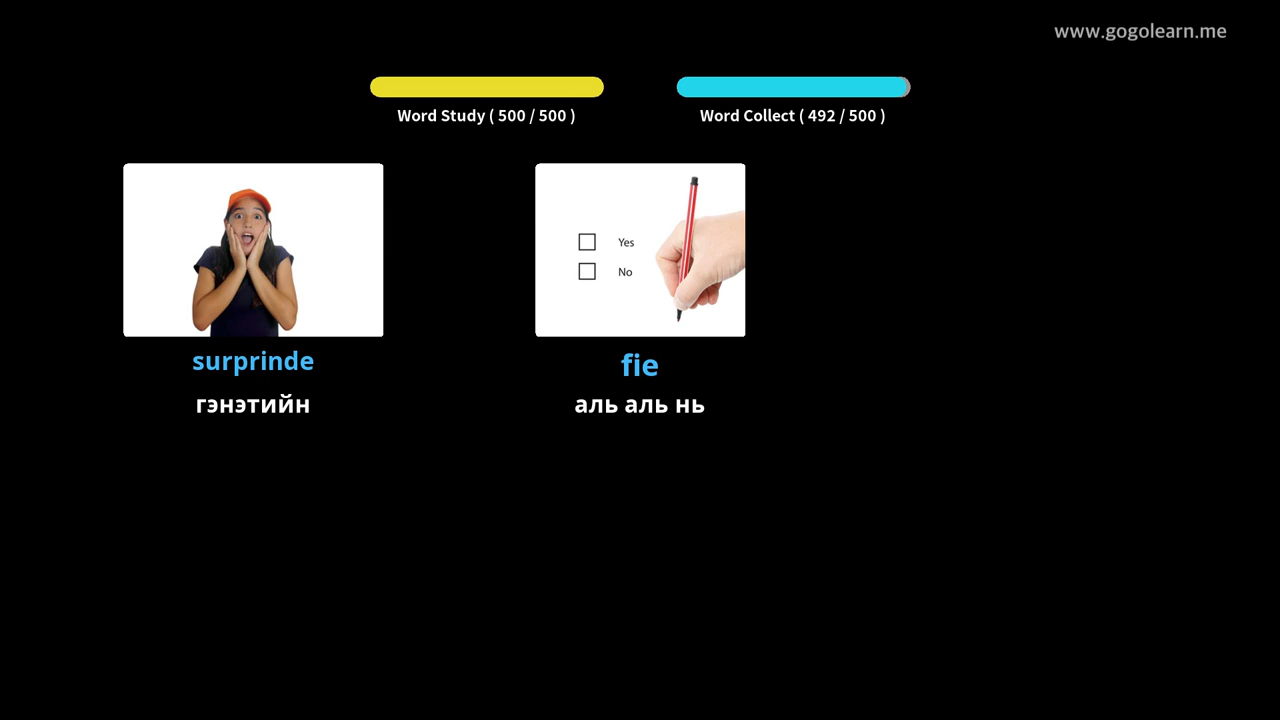 www.gogolearn.me
Word Study ( 500 / 500 )
Word Collect ( 492 / 500 )
Yes
No
surprinde
fie
гэнэтийн
аль аль нь